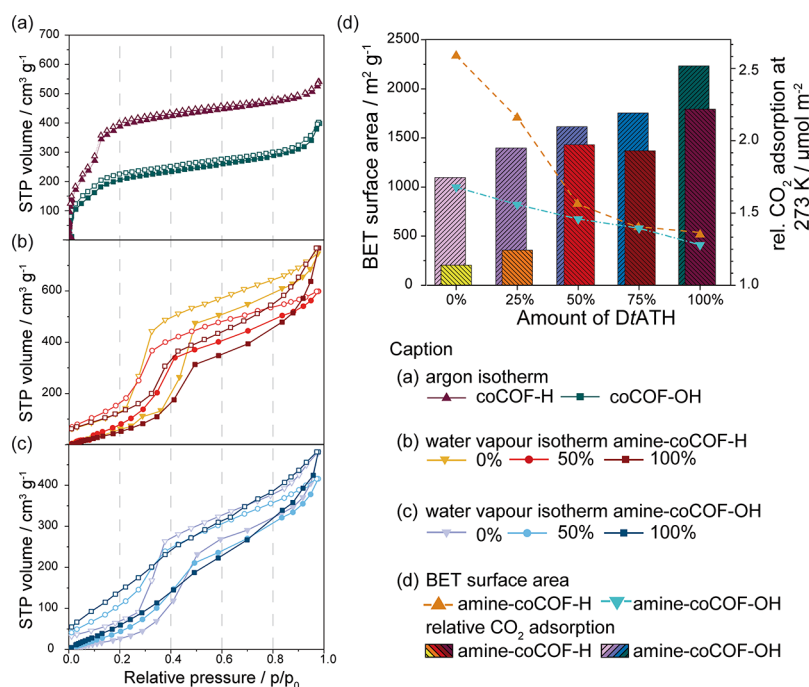 (a)
STP volume / cm³ g⁻¹
700
600
500
400
300
200
100
(b)
STP volume / cm³ g⁻¹
600
400
200
(c)
STP volume / cm³ g⁻¹
400
300
200
100
0
0.0 0.2 0.4 0.6 0.8 1.0
Relative pressure / p/p₀
(d)
BET surface area / m² g⁻¹
2500
2000
1500
1000
500
0
0% 25% 50% 75% 100%
Amount of DtATH
2.5
2.0
1.5
1.0
rel. CO₂ adsorption at
273 K / umol m⁻²
Caption
(a) argon isotherm
coCOF-H coCOF-OH
(b) water vapour isotherm amine-coCOF-H
0% 50% 100%
(c) water vapour isotherm amine-coCOF-OH
0% 50% 100%
(d) BET surface area
amine-coCOF-H amine-coCOF-OH
relative CO₂ adsorption
amine-coCOF-H amine-coCOF-OH